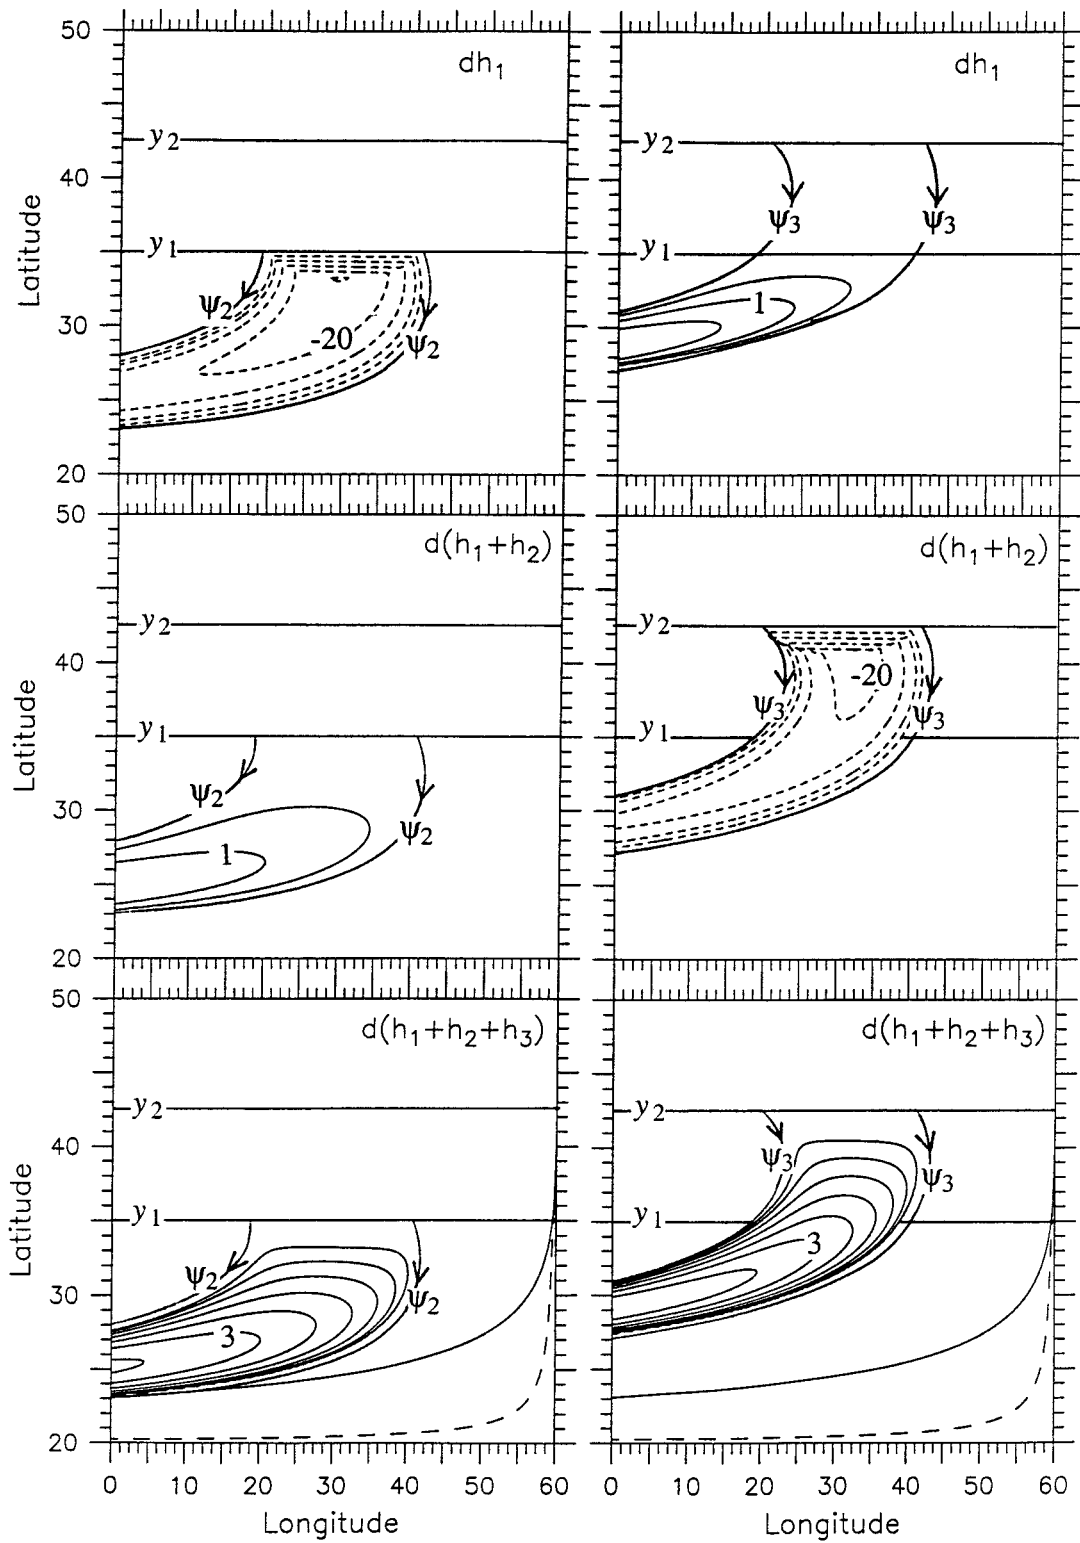 50
dh₁
dh₁
y₂
y₂
40
Latitude
ψ₃
ψ₃
y₁
y₁
ψ₂
30
1
-20
ψ₂
20
50
d(h₁+h₂)
d(h₁+h₂)
y₂
y₂
40
-20
Latitude
ψ₃
ψ₃
y₁
y₁
ψ₂
30
ψ₂
1
20
50
d(h₁+h₂+h₃)
d(h₁+h₂+h₃)
y₂
y₂
40
ψ₃
ψ₃
Latitude
y₁
y₁
3
ψ₂
30
ψ₂
3
20
0 10 20 30 40 50 60
0 10 20 30 40 50 60
Longitude
Longitude